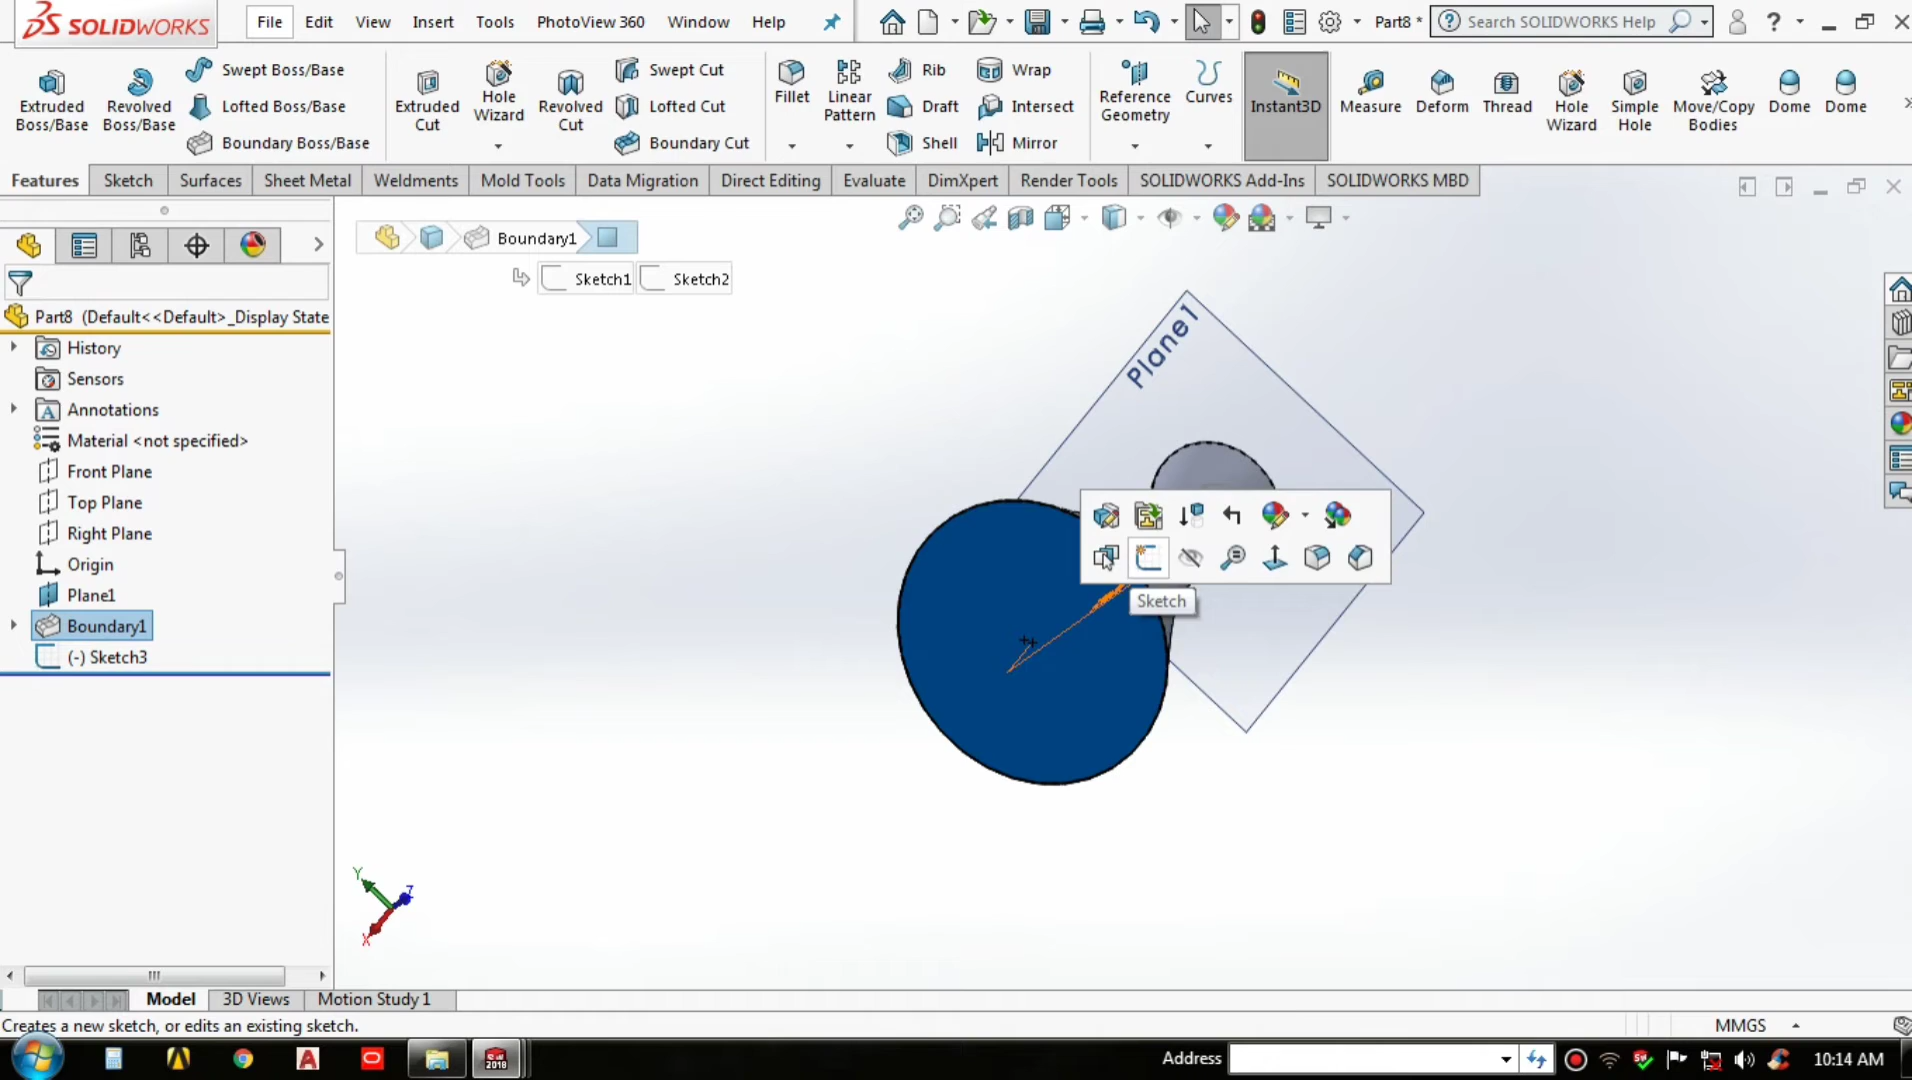 SOLIDWORKS
File Edit View Insert Tools PhotoView 360 Window Help
Part8 *
Search SOLIDWORKS Help
Extruded Boss/Base
Revolved Boss/Base
Swept Boss/Base
Lofted Boss/Base
Boundary Boss/Base
Extruded Cut
Hole Wizard
Revolved Cut
Swept Cut
Lofted Cut
Boundary Cut
Fillet
Linear Pattern
Rib
Draft
Shell
Wrap
Intersect
Mirror
Reference Geometry
Curves
Instant3D
Measure
Deform
Thread
Hole Wizard
Simple Hole
Move/Copy Bodies
Dome
Dome
Features Sketch Surfaces Sheet Metal Weldments Mold Tools Data Migration Direct Editing Evaluate DimXpert Render Tools SOLIDWORKS Add-Ins SOLIDWORKS MBD
Boundary1
Sketch1 Sketch2
Part8 (Default<<Default>_Display State
History
Sensors
Annotations
Material <not specified>
Front Plane
Top Plane
Right Plane
Origin
Plane1
Boundary1
(-) Sketch3
Plane1
Sketch
Y
Z
X
Model 3D Views Motion Study 1
Creates a new sketch, or edits an existing sketch.
MMGS
Address
10:14 AM